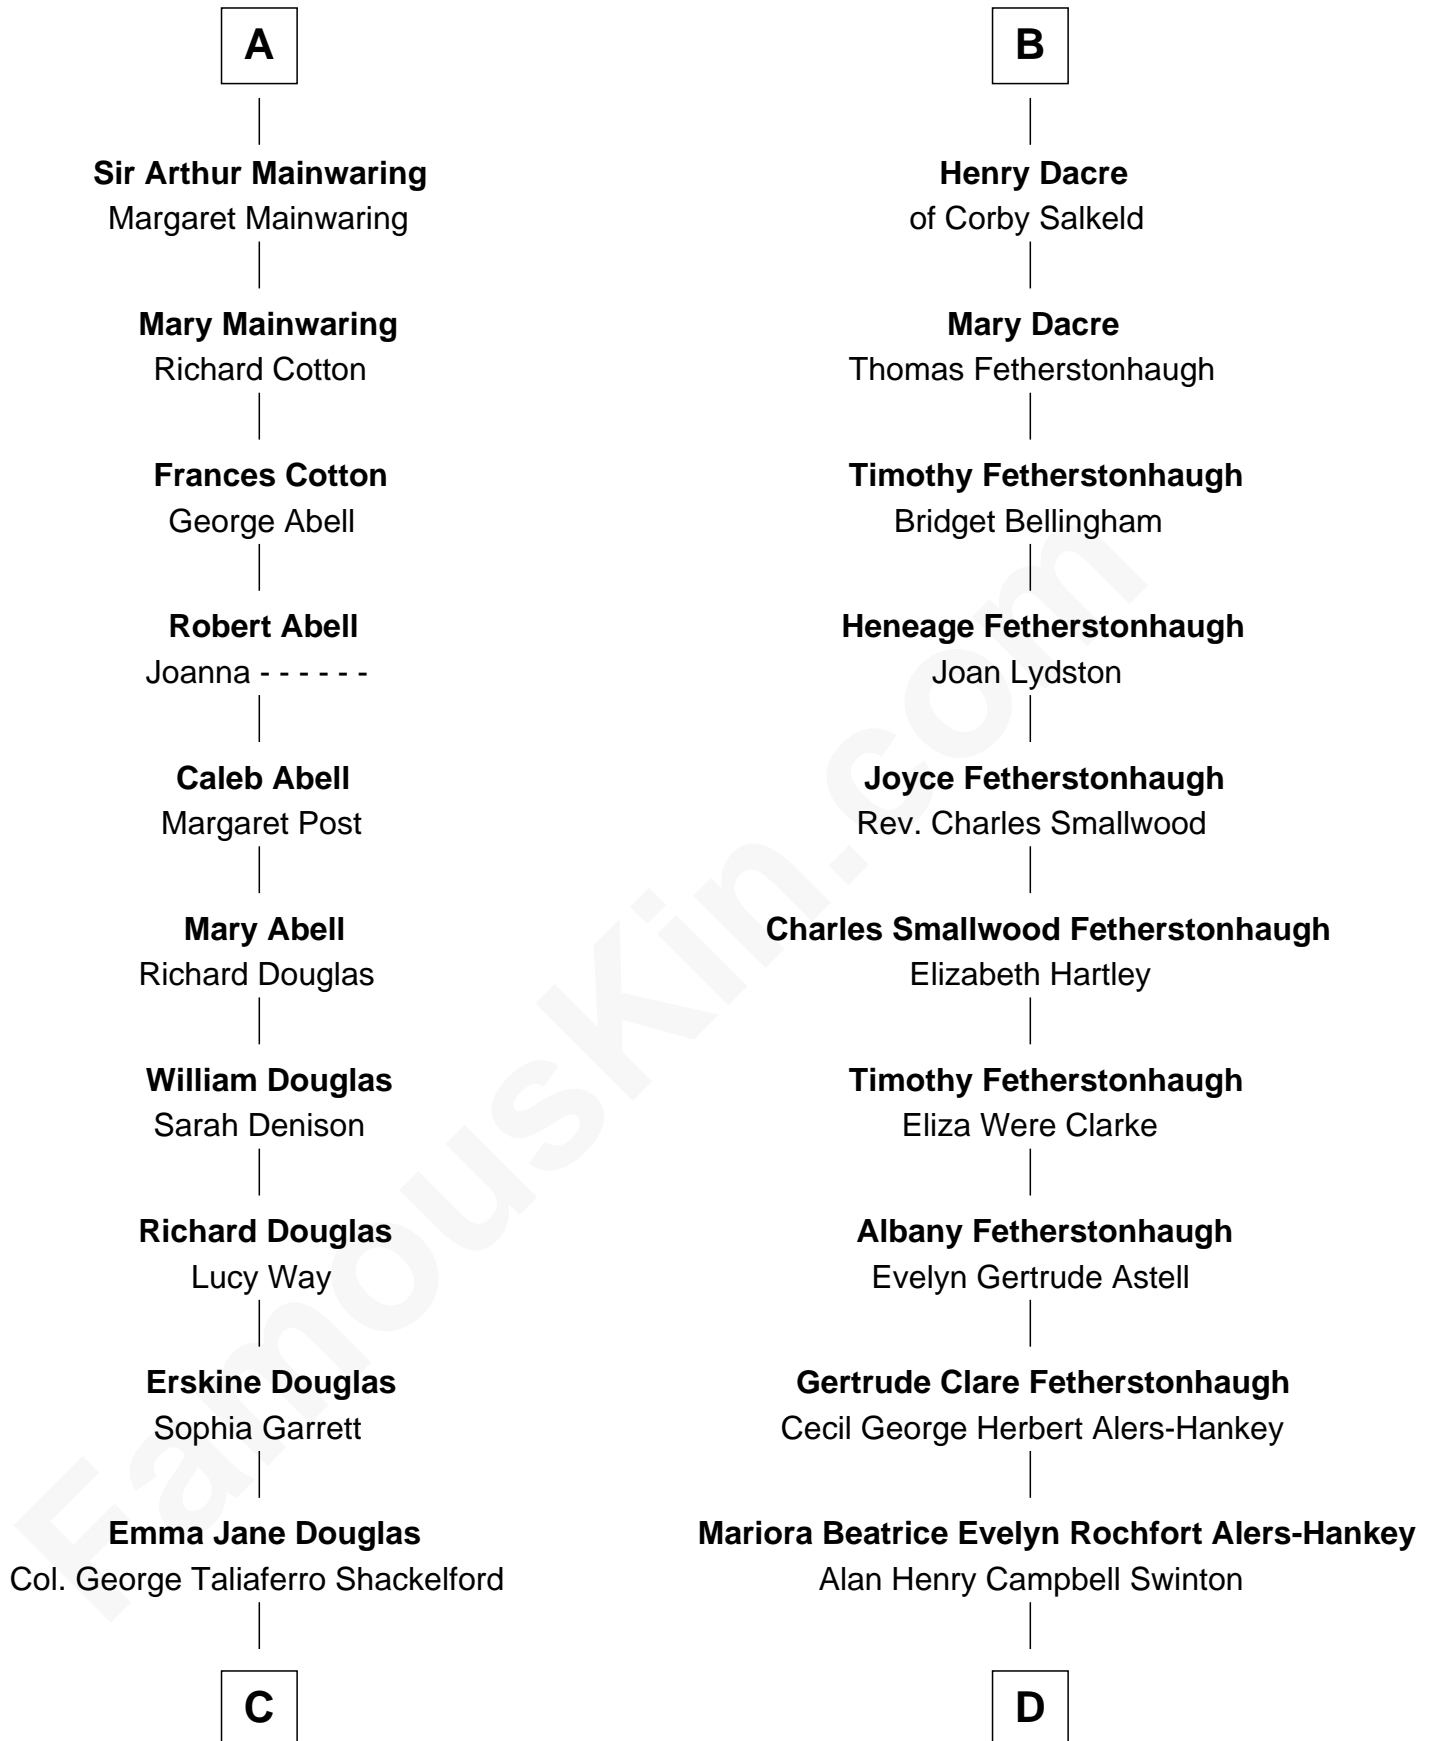 A
Sir Arthur Mainwaring
Margaret Mainwaring
Mary Mainwaring
Richard Cotton
Frances Cotton
George Abell
Robert Abell
Joanna - - - - - -
Caleb Abell
Margaret Post
Mary Abell
Richard Douglas
William Douglas
Sarah Denison
Richard Douglas
Lucy Way
Erskine Douglas
Sophia Garrett
Emma Jane Douglas
Col. George Taliaferro Shackelford
C
B
Henry Dacre
of Corby Salkeld
Mary Dacre
Thomas Fetherstonhaugh
Timothy Fetherstonhaugh
Bridget Bellingham
Heneage Fetherstonhaugh
Joan Lydston
Joyce Fetherstonhaugh
Rev. Charles Smallwood
Charles Smallwood Fetherstonhaugh
Elizabeth Hartley
Timothy Fetherstonhaugh
Eliza Were Clarke
Albany Fetherstonhaugh
Evelyn Gertrude Astell
Gertrude Clare Fetherstonhaugh
Cecil George Herbert Alers-Hankey
Mariora Beatrice Evelyn Rochfort Alers-Hankey
Alan Henry Campbell Swinton
D
FamousKin.com